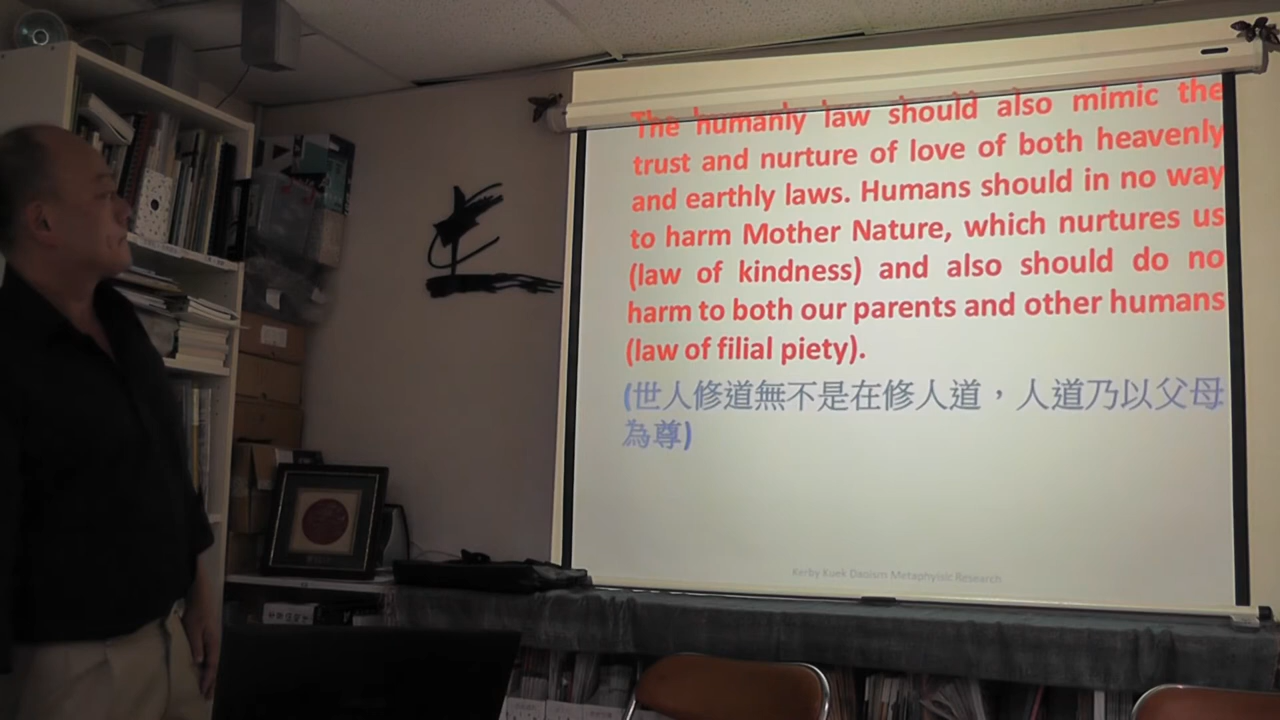 The humanly law should also mimic the
trust and nurture of love of both heavenly
and earthly laws. Humans should in no way
to harm Mother Nature, which nurtures us
(law of kindness) and also should do no
harm to both our parents and other humans
(law of filial piety).
(世人修道無不是在修人道，人道乃以父母
為尊)
Kerby Kuek Daoism Metaphyisic Research